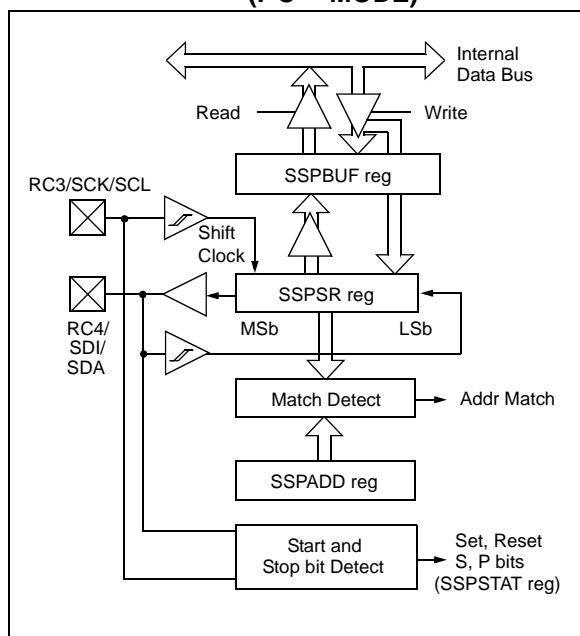 MODE)
Internal
Data Bus
Read
Write
SSPBUF reg
RC3/SCK/SCL
Shift
Clock
SSPSR reg
MSb
LSb
RC4/
SDI/
SDA
Match Detect
Addr Match
SSPADD reg
Start and
Stop bit Detect
Set, Reset
S, P bits
(SSPSTAT reg)